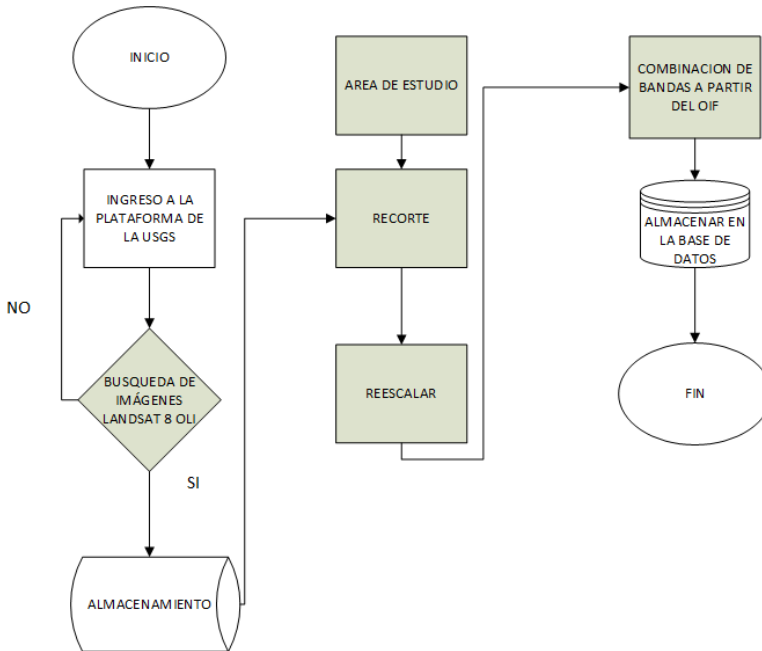 INICIO
INGRESO A LA
PLATAFORMA DE
LA USGS
NO
BUSQUEDA DE
IMÁGENES
LANDSAT 8 OLI
SI
ALMACENAMIENTO
AREA DE ESTUDIO
RECORTE
REESCALAR
COMBINACION DE
BANDAS A PARTIR
DEL OIF
ALMACENAR EN
LA BASE DE
DATOS
FIN